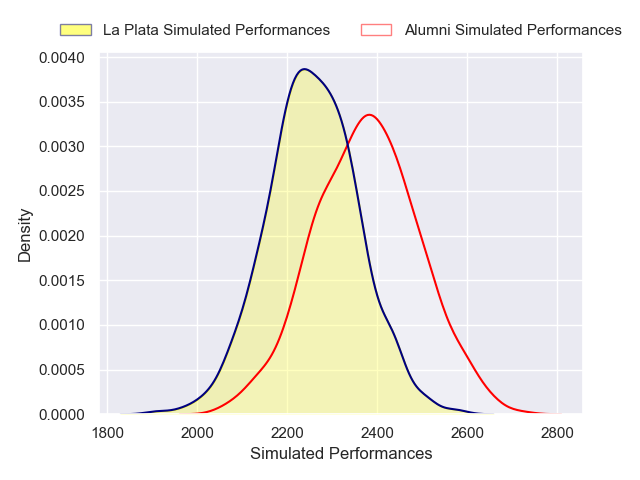 La Plata Simulated Performances Alumni Simulated Performances
0.0040
0.0035
0.0030
0.0025
0.0020
0.0015
0.0010
0.0005
0.0000
Density
1800 2000 2200 2400 2600 2800
Simulated Performances